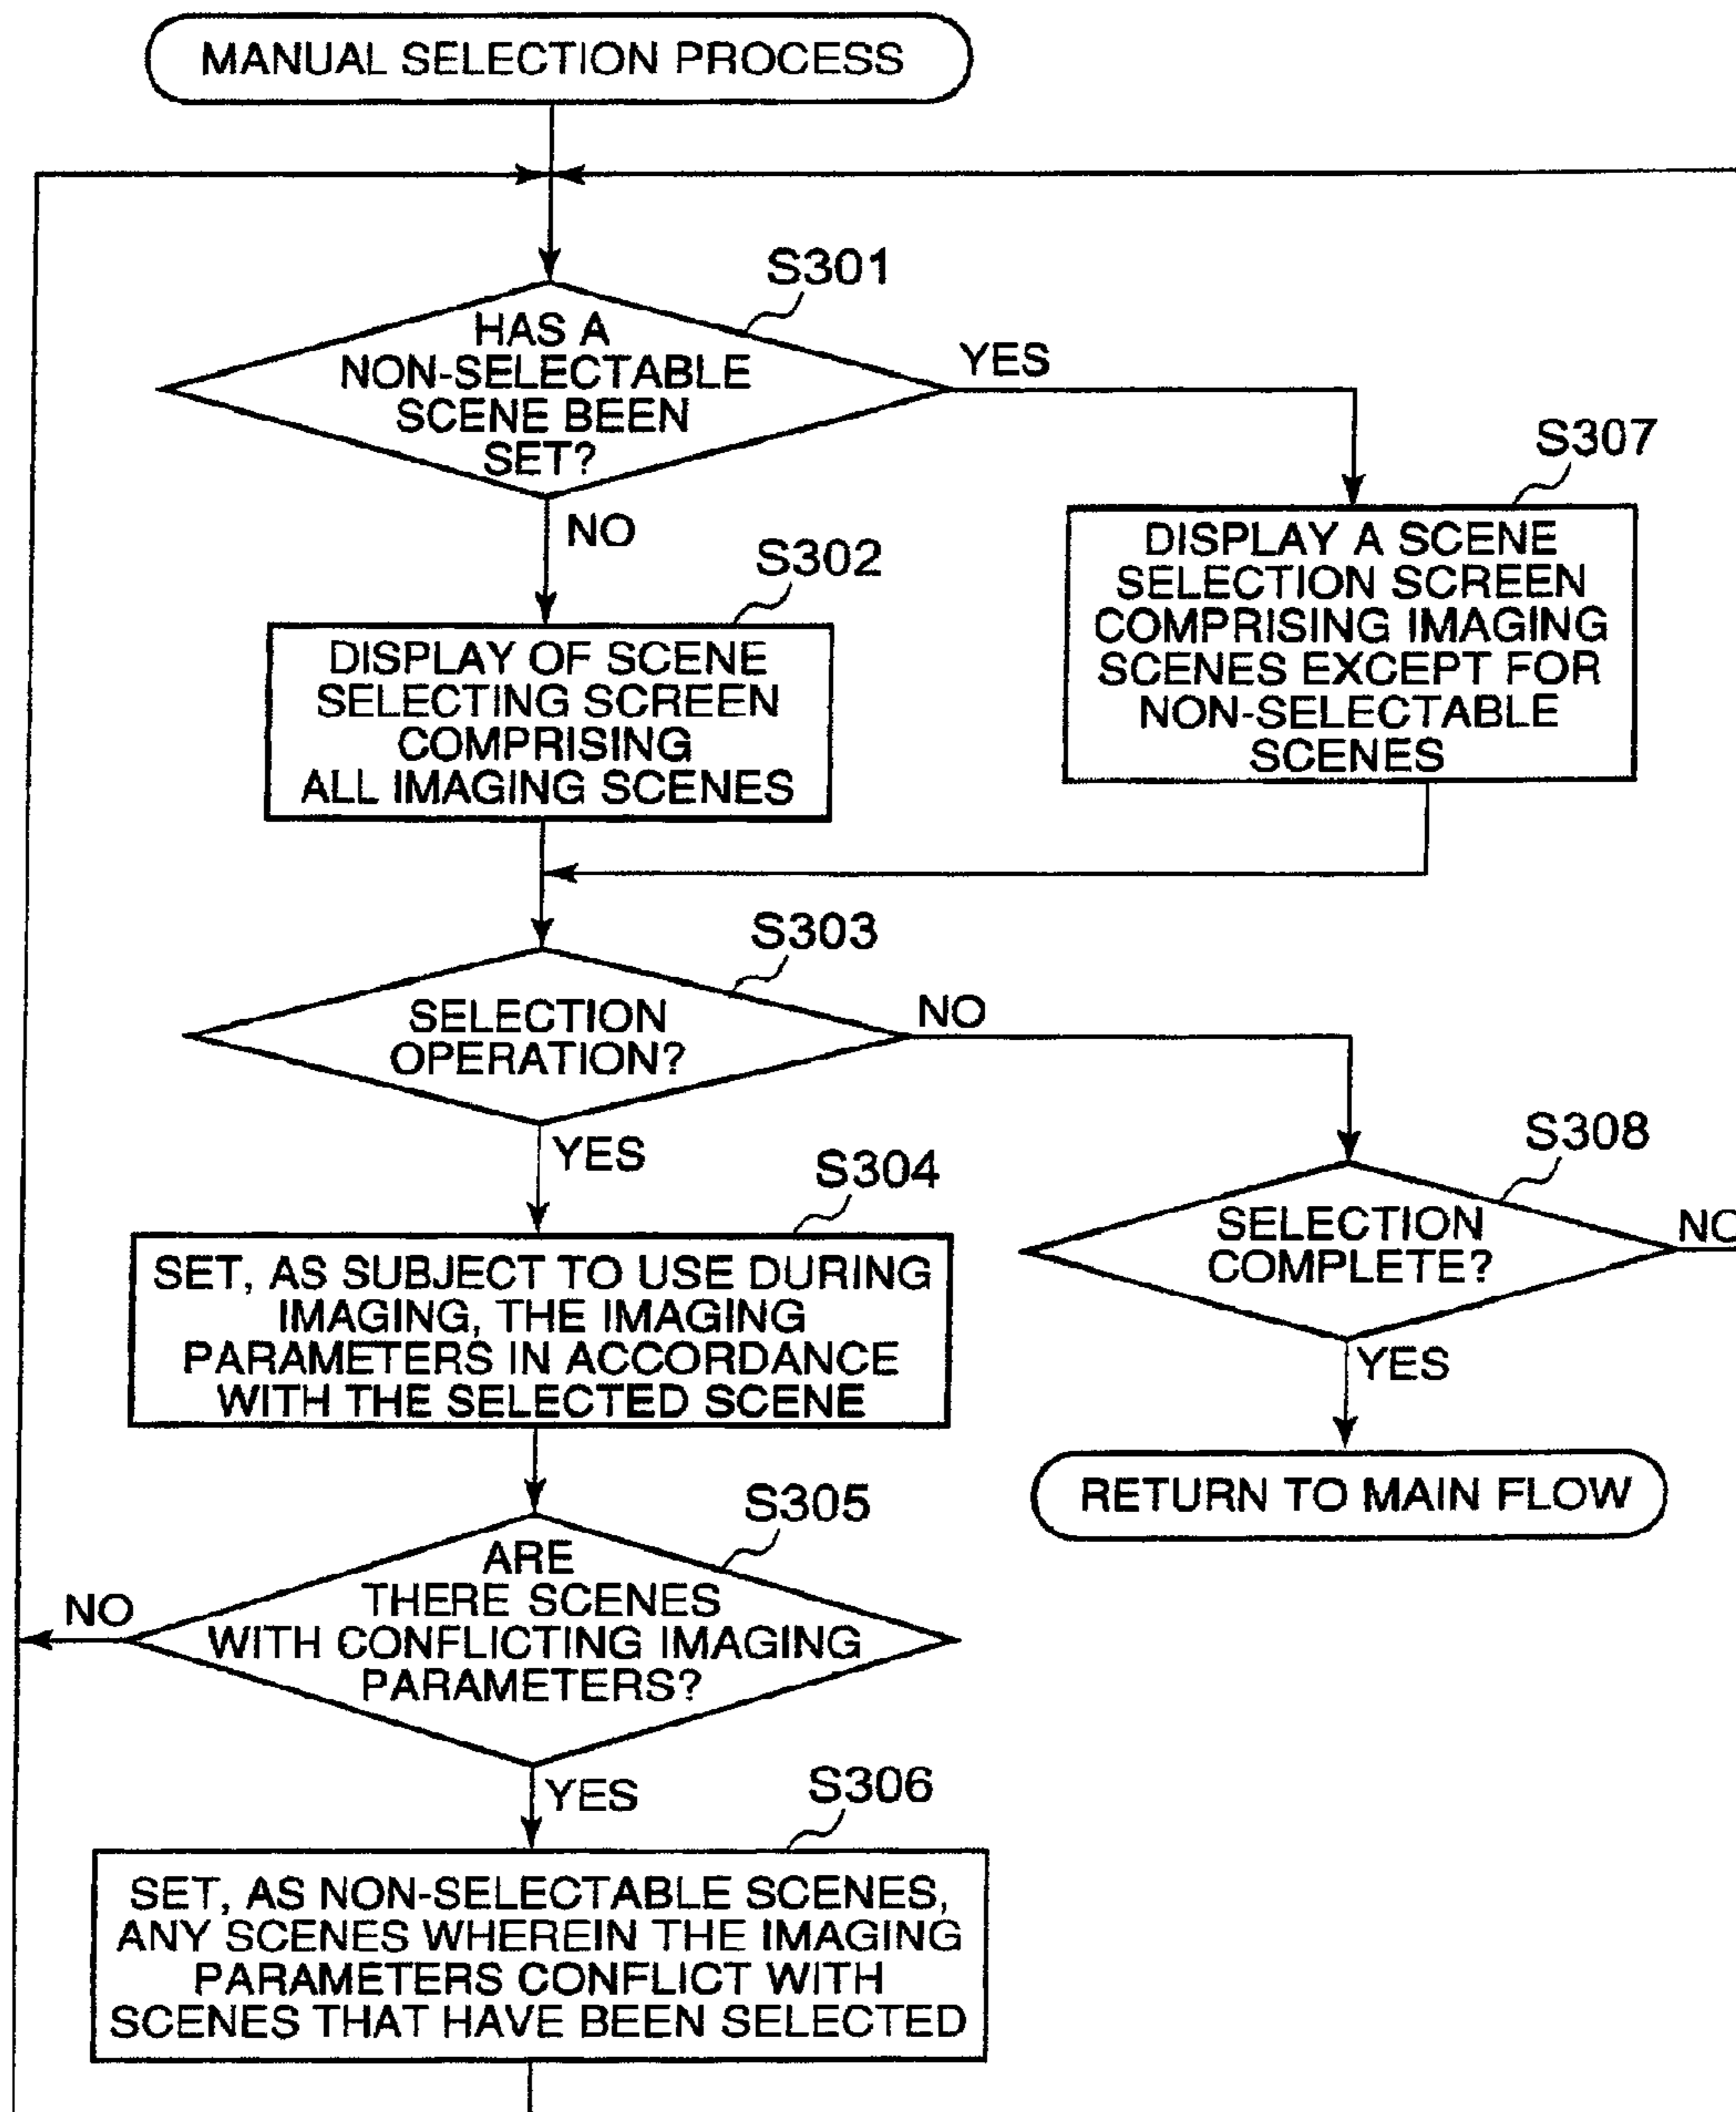 MANUAL SELECTION PROCESS
S301
HAS A
NON-SELECTABLE
SCENE BEEN
SET?
YES
NO
S307
DISPLAY A SCENE
SELECTION SCREEN
COMPRISING IMAGING
SCENES EXCEPT FOR
NON-SELECTABLE
SCENES
S302
DISPLAY OF SCENE
SELECTING SCREEN
COMPRISING
ALL IMAGING SCENES
S303
SELECTION
OPERATION?
NO
YES
S308
SELECTION
COMPLETE?
NO
YES
RETURN TO MAIN FLOW
S304
SET, AS SUBJECT TO USE DURING
IMAGING, THE IMAGING
PARAMETERS IN ACCORDANCE
WITH THE SELECTED SCENE
S305
ARE
THERE SCENES
WITH CONFLICTING IMAGING
PARAMETERS?
NO
YES
S306
SET, AS NON-SELECTABLE SCENES,
ANY SCENES WHEREIN THE IMAGING
PARAMETERS CONFLICT WITH
SCENES THAT HAVE BEEN SELECTED